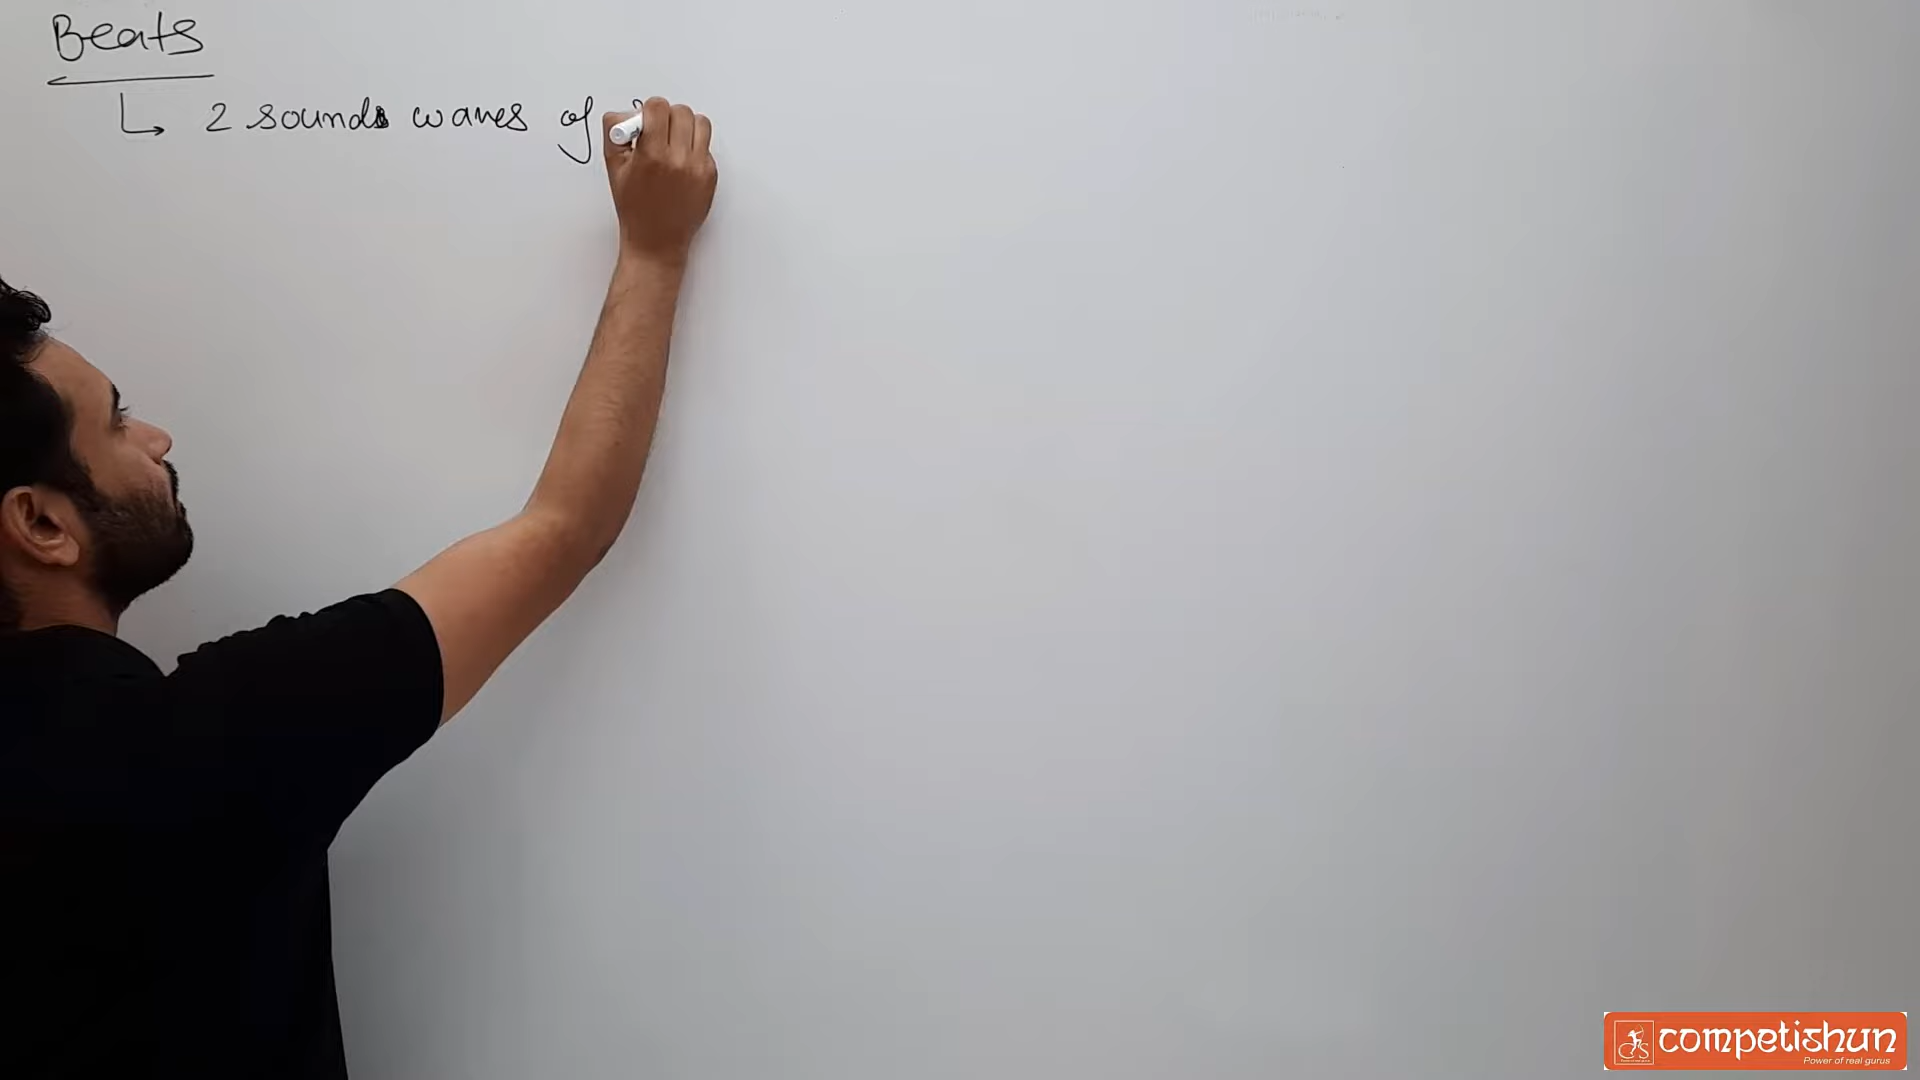 Beats
↳ 2 sounds waves of
competishun
Power of real gurus